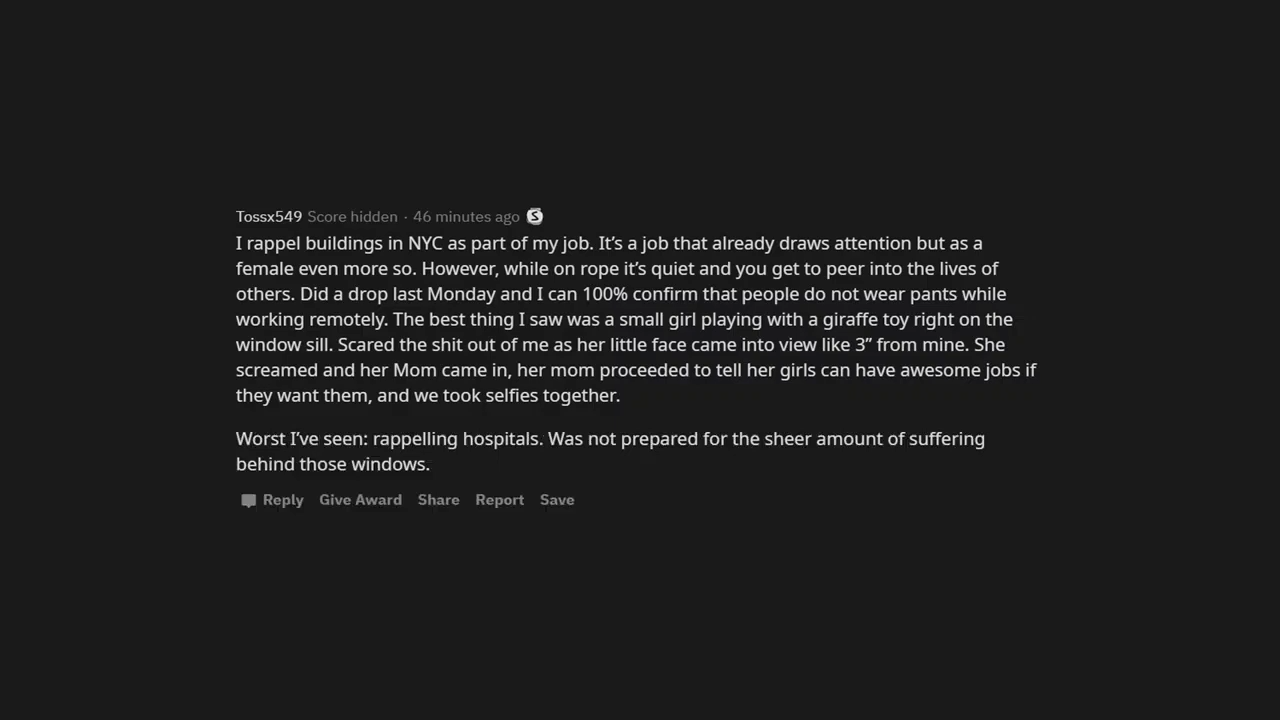 Tossx549 Score hidden · 46 minutes ago
I rappel buildings in NYC as part of my job. It’s a job that already draws attention but as a
female even more so. However, while on rope it’s quiet and you get to peer into the lives of
others. Did a drop last Monday and I can 100% confirm that people do not wear pants while
working remotely. The best thing I saw was a small girl playing with a giraffe toy right on the
window sill. Scared the shit out of me as her little face came into view like 3” from mine. She
screamed and her Mom came in, her mom proceeded to tell her girls can have awesome jobs if
they want them, and we took selfies together.
Worst I’ve seen: rappelling hospitals. Was not prepared for the sheer amount of suffering
behind those windows.
Reply Give Award Share Report Save